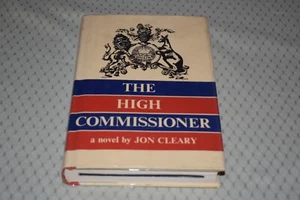 THE
HIGH
COMMISSIONER
a novel by JON CLEARY